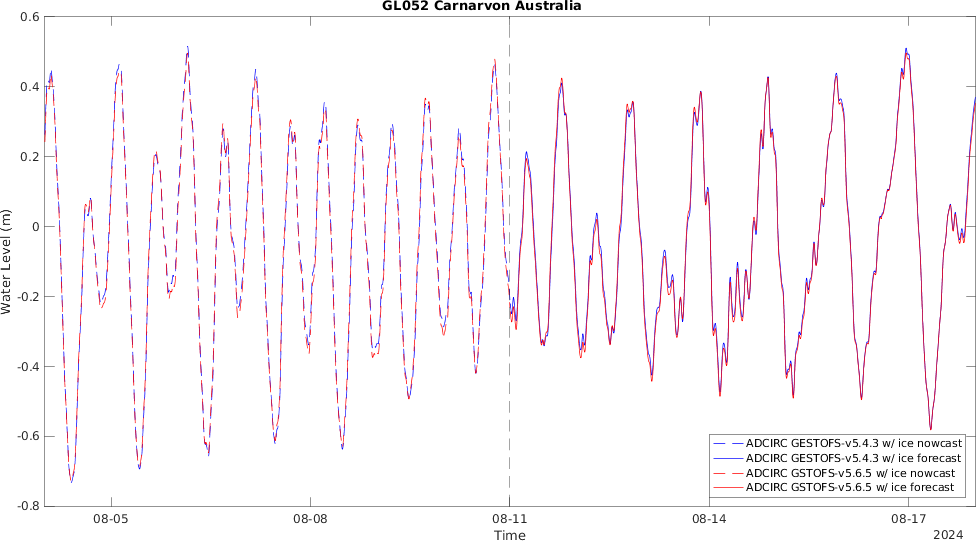 GL052 Carnarvon Australia
0.6
0.4
0.2
0
-0.2
-0.4
-0.6
-0.8
Water Level (m)
08-05
08-08
08-11
08-14
08-17
Time
2024
ADCIRC GESTOFS-v5.4.3 w/ ice nowcast
ADCIRC GESTOFS-v5.4.3 w/ ice forecast
ADCIRC GSTOFS-v5.6.5 w/ ice nowcast
ADCIRC GSTOFS-v5.6.5 w/ ice forecast